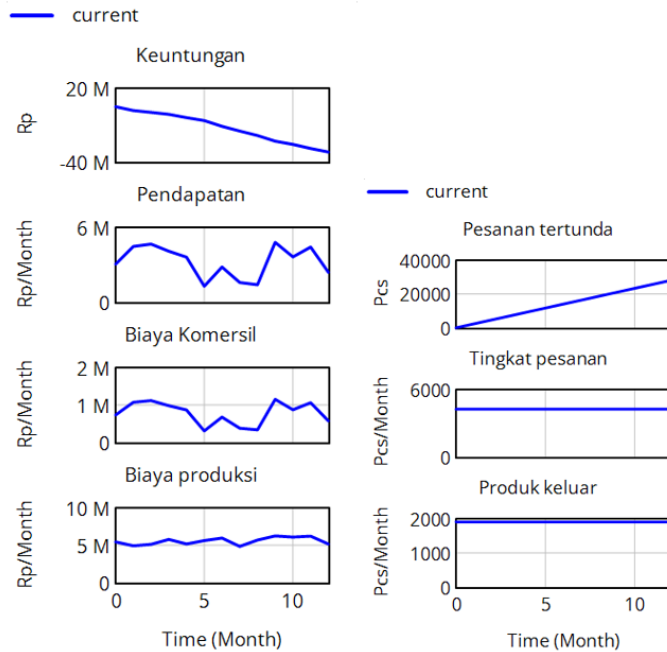 current
Keuntungan
20 M
Rp
-40 M
Pendapatan
6 M
Rp/Month
0
Biaya Komersil
2 M
1 M
Rp/Month
0
Biaya produksi
10 M
5 M
Rp/Month
0
0 5 10
Time (Month)
current
Pesanan tertunda
40000
20000
Pcs
0
Tingkat pesanan
6000
Pcs/Month
0
Produk keluar
2000
1000
Pcs/Month
0
0 5 10
Time (Month)